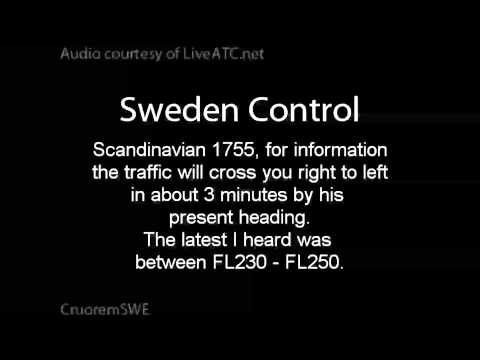 Audio courtesy of LiveATC.net
Sweden Control
Scandinavian 1755, for information
the traffic will cross you right to left
in about 3 minutes by his
present heading.
The latest I heard was
between FL230 - FL250.
CruoremSWE